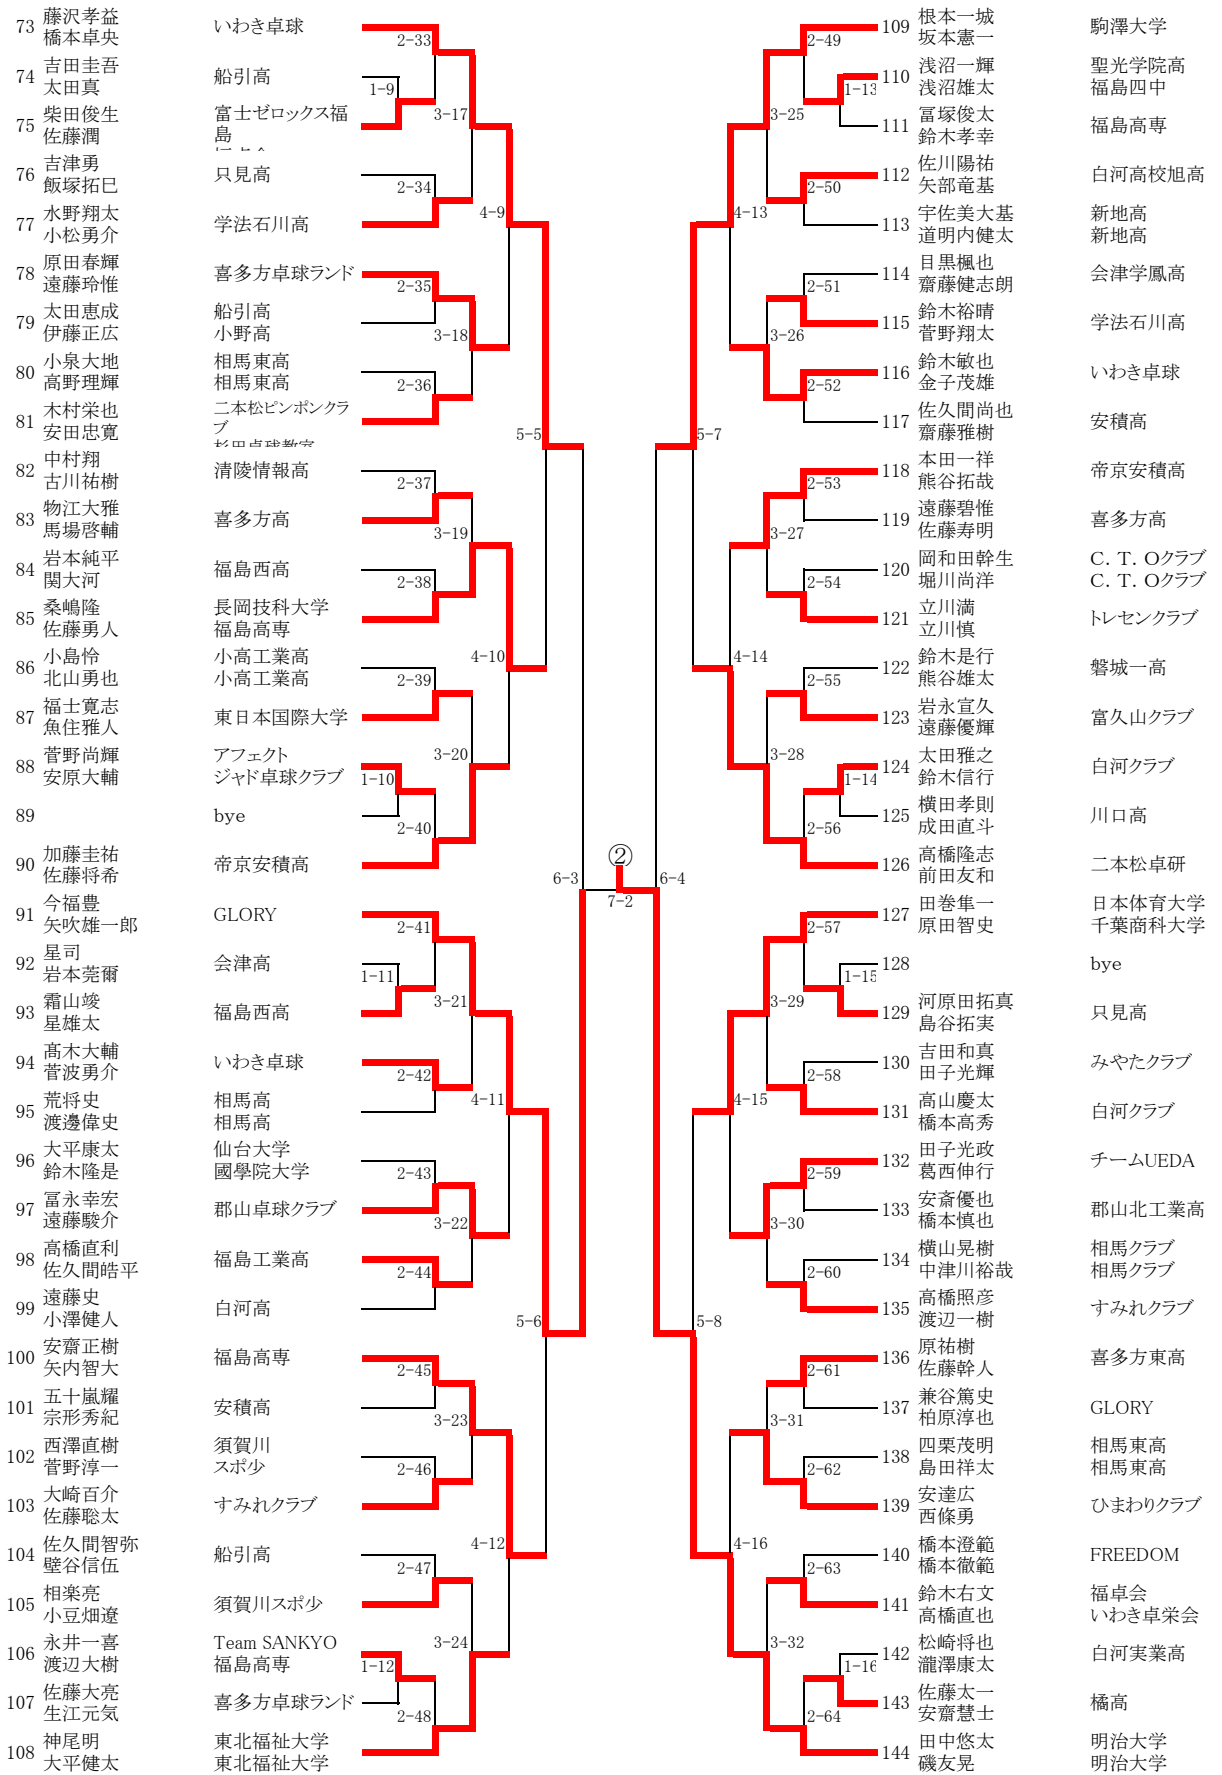 73 藤沢孝益 いわき卓球
橋本卓央
2-33
74 吉田圭吾 船引高
太田真
1-9
75 柴田俊生 富士ゼロックス福島
佐藤潤
3-17
76 吉津勇 只見高
飯塚拓巳
2-34
77 水野翔太 学法石川高
小松勇介
4-9
78 原田春輝 喜多方卓球ランド
遠藤玲惟
2-35
79 太田恵成 船引高
伊藤正広 小野高
3-18
80 小泉大地 相馬東高
高野理輝 相馬東高
2-36
81 木村栄也 二本松ピンポンクラブ
安田忠寛
5-5
82 中村翔 清陵情報高
古川祐樹
2-37
83 物江大雅 喜多方高
馬場啓輔
3-19
84 岩本純平 福島西高
関大河
2-38
85 桑嶋隆 長岡技科大学
佐藤勇人 福島高専
4-10
86 小島怜 小高工業高
北山勇也 小高工業高
2-39
87 福士寛志 東日本国際大学
魚住雅人
3-20
88 菅野尚輝 アフェクト
安原大輔 ジャド卓球クラブ
1-10
89 bye
2-40
90 加藤圭祐 帝京安積高
佐藤将希
6-3
91 今福豊 GLORY
矢吹雄一郎
2-41
92 星司 会津高
岩本莞爾
1-11
93 霜山竣 福島西高
星雄太
3-21
94 髙木大輔 いわき卓球
菅波勇介
2-42
95 荒将史 相馬高
渡邊偉史 相馬高
4-11
96 大平康太 仙台大学
鈴木隆是 國學院大学
2-43
97 冨永幸宏 郡山卓球クラブ
遠藤駿介
3-22
98 高橋直利 福島工業高
佐久間皓平
2-44
99 遠藤史 白河高
小澤健人
5-6
100 安齋正樹 福島高専
矢内智大
2-45
101 五十嵐耀 安積高
宗形秀紀
3-23
102 西澤直樹 須賀川
菅野淳一 スポ少
2-46
103 大崎百介 すみれクラブ
佐藤聡太
4-12
104 佐久間智弥 船引高
壁谷信伍
2-47
105 相楽亮 須賀川スポ少
小豆畑遼
3-24
106 永井一喜 Team SANKYO
渡辺大樹 福島高専
1-12
107 佐藤大亮 喜多方卓球ランド
生江元気
2-48
108 神尾明 東北福祉大学
大平健太 東北福祉大学
②
7-2
109 根本一城 駒澤大学
坂本憲一
2-49
110 浅沼一輝 聖光学院高
浅沼雄太 福島四中
1-13
111 冨塚俊太 福島高専
鈴木孝幸
3-25
112 佐川陽祐 白河高校旭高
矢部竜基
2-50
113 宇佐美大基 新地高
道明内健太 新地高
4-13
114 目黒楓也 会津学鳳高
齋藤健志朗
2-51
115 鈴木裕晴 学法石川高
菅野翔太
3-26
116 鈴木敏也 いわき卓球
金子茂雄
2-52
117 佐久間尚也 安積高
齋藤雅樹
5-7
118 本田一祥 帝京安積高
熊谷拓哉
2-53
119 遠藤碧惟 喜多方高
佐藤寿明
3-27
120 岡和田幹生 C.T.Oクラブ
堀川尚洋 C.T.Oクラブ
2-54
121 立川満 トレセンクラブ
立川慎
4-14
122 鈴木是行 磐城一高
熊谷雄太
2-55
123 岩永宣久 富久山クラブ
遠藤優輝
3-28
124 太田雅之 白河クラブ
鈴木信行
1-14
125 横田孝則 川口高
成田直斗
2-56
126 高橋隆志 二本松卓研
前田友和
6-4
127 田巻隼一 日本体育大学
原田智史 千葉商科大学
2-57
128 bye
1-15
129 河原田拓真 只見高
島谷拓実
3-29
130 吉田和真 みやたクラブ
田子光輝
2-58
131 高山慶太 白河クラブ
橋本高秀
4-15
132 田子光政 チームUEDA
葛西伸行
2-59
133 安斎優也 郡山北工業高
橋本慎也
3-30
134 横山晃樹 相馬クラブ
中津川裕哉 相馬クラブ
2-60
135 高橋照彦 すみれクラブ
渡辺一樹
5-8
136 原祐樹 喜多方東高
佐藤幹人
2-61
137 兼谷篤史 GLORY
柏原淳也
3-31
138 四栗茂明 相馬東高
島田祥太 相馬東高
2-62
139 安達広 ひまわりクラブ
西條勇
4-16
140 橋本澄範 FREEDOM
橋本徹範
2-63
141 鈴木右文 福卓会
高橋直也 いわき卓栄会
3-32
142 松崎将也 白河実業高
瀧澤康太
1-16
143 佐藤太一 橘高
安齋慧士
2-64
144 田中悠太 明治大学
磯友晃 明治大学